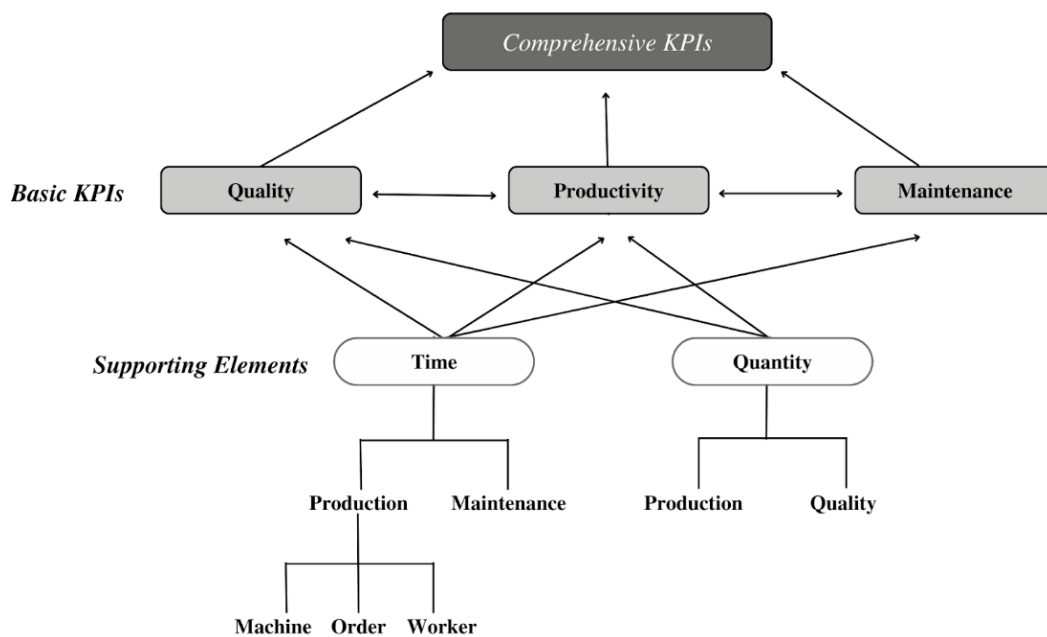 Comprehensive KPIs
Basic KPIs
Quality
Productivity
Maintenance
Supporting Elements
Time
Quantity
Production
Maintenance
Production
Quality
Machine
Order
Worker